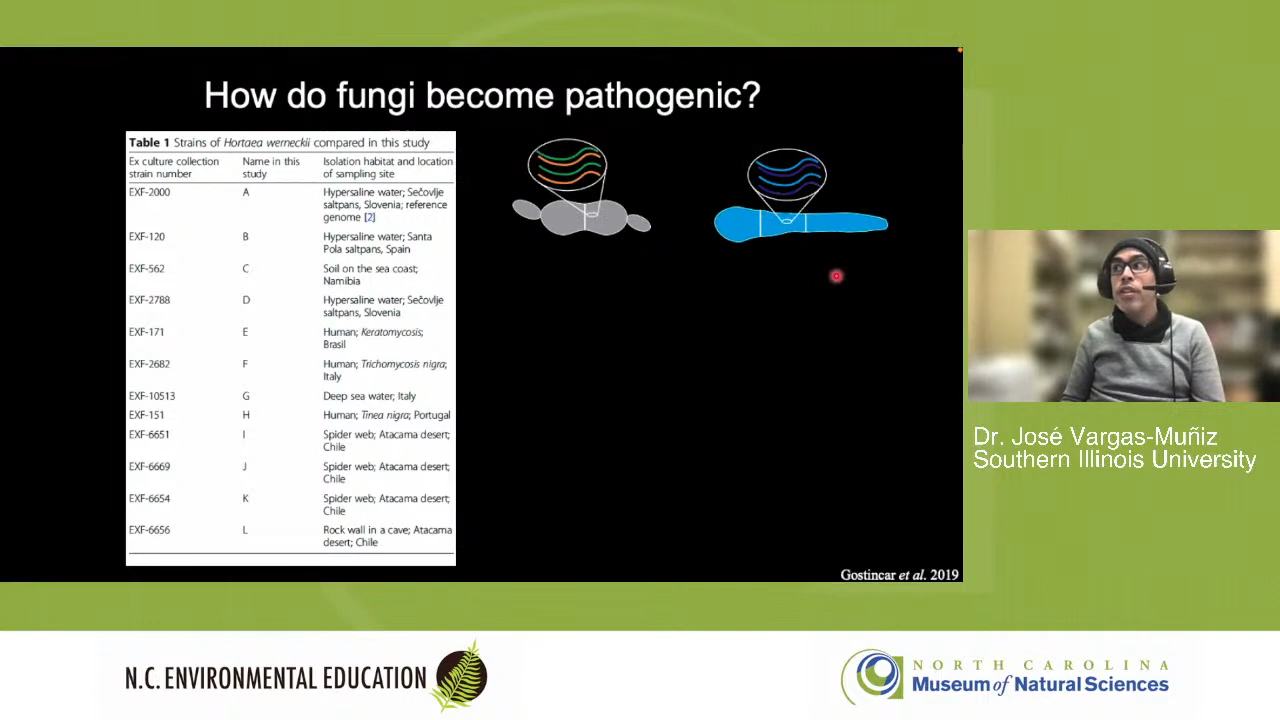 How do fungi become pathogenic?
Table 1 Strains of Hortaea werneckii compared in this study
Ex culture collection strain number Name in this study Isolation habitat and location of sampling site
EXF-2000 A Hypersaline water; Sečovlje
saltpans, Slovenia; reference
genome [2]
EXF-120 B Hypersaline water; Santa
Pola saltpans, Spain
EXF-562 C Soil on the sea coast;
Namibia
EXF-2788 D Hypersaline water; Sečovlje
saltpans, Slovenia
EXF-171 E Human; Keratomycosis;
Brasil
EXF-2682 F Human; Trichomycosis nigra;
Italy
EXF-10513 G Deep sea water; Italy
EXF-151 H Human; Tinea nigra; Portugal
EXF-6651 I Spider web; Atacama desert;
Chile
EXF-6669 J Spider web; Atacama desert;
Chile
EXF-6654 K Spider web; Atacama desert;
Chile
EXF-6656 L Rock wall in a cave; Atacama
desert; Chile
Gostincar et al. 2019
Dr. José Vargas-Muñiz
Southern Illinois University
N.C. ENVIRONMENTAL EDUCATION
NORTH CAROLINA
Museum of Natural Sciences